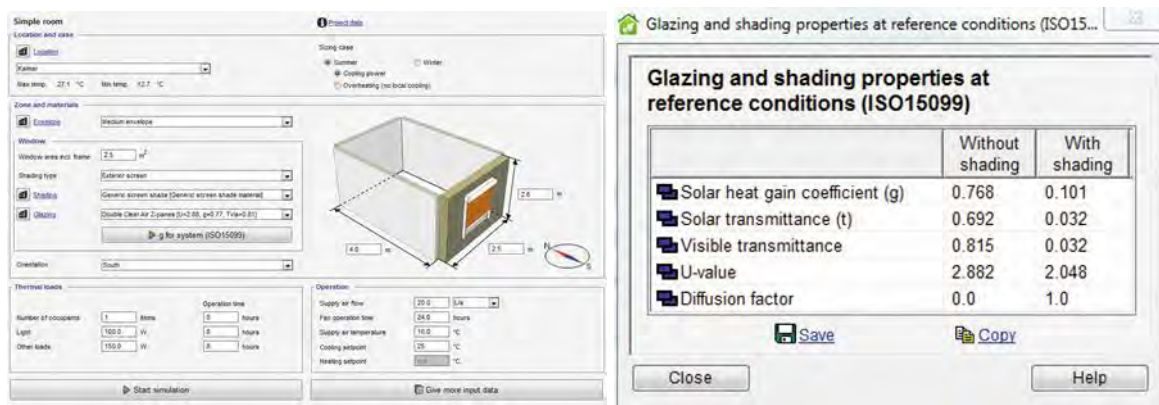 Simple room
Project data
Location and case
Location
Kalmar
Max temp. 27.1 °C Min temp. 12.7 °C
Sizing case
Summer Winter
Cooling power
Overheating (no local cooling)
Zone and materials
Envelope Medium envelope
Window
Window area incl. frame 2.5 m²
Shading type Exterior screen
Shading Generic screen shade [Generic screen shade material]
Glazing Double Clear Air 2-panes [U=2.88, g=0.77, Tvis=0.81]
g for system (ISO15099)
Orientation South
2.6 m
4.0 m
2.5 m
N
S
Thermal loads
Operation time
Number of occupants 1 items 8 hours
Light 100.0 W 8 hours
Other loads 150.0 W 8 hours
Operation
Supply air flow 20.0 L/s
Fan operation time 24.0 hours
Supply air temperature 16.0 °C
Cooling setpoint 25 °C
Heating setpoint °C
Start simulation
Give more input data
Glazing and shading properties at reference conditions (ISO15...
Glazing and shading properties at
reference conditions (ISO15099)
Without shading With shading
Solar heat gain coefficient (g) 0.768 0.101
Solar transmittance (t) 0.692 0.032
Visible transmittance 0.815 0.032
U-value 2.882 2.048
Diffusion factor 0.0 1.0
Save Copy
Close Help